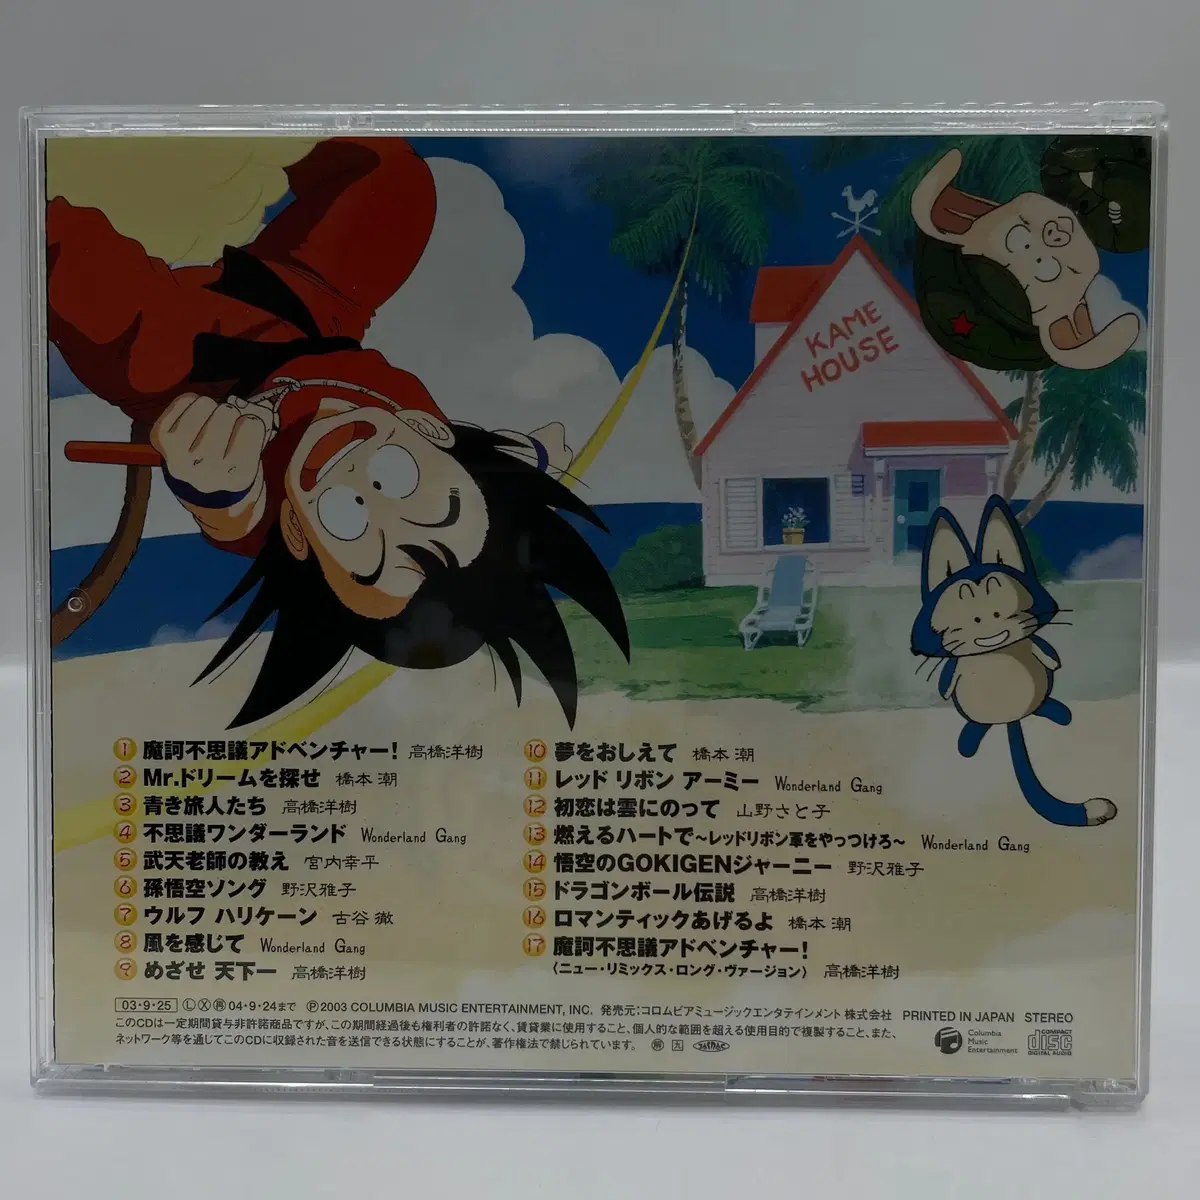 KAME
HOUSE
1 魔訶不思議アドベンチャー! 高橋洋樹
2 Mr.ドリームを探せ 橋本 潮
3 青き旅人たち 高橋洋樹
4 不思議ワンダーランド Wonderland Gang
5 武天老師の教え 宮内幸平
6 孫悟空ソング 野沢雅子
7 ウルフ ハリケーン 古谷 徹
8 風を感じて Wonderland Gang
9 めざせ 天下一 高橋洋樹
10 夢をおしえて 橋本 潮
11 レッド リボン アーミー Wonderland Gang
12 初恋は雲にのって 山野さと子
13 燃えるハートで~レッドリボン軍をやっつけろ~ Wonderland Gang
14 悟空のGOKIGENジャーニー 野沢雅子
15 ドラゴンボール伝説 高橋洋樹
16 ロマンティックあげるよ 橋本 潮
17 魔訶不思議アドベンチャー!
〈ニュー・リミックス・ロング・ヴァージョン〉 高橋洋樹
03・9・25 Ⓛ Ⓧ 再 04・9・24まで ℗2003 COLUMBIA MUSIC ENTERTAINMENT, INC. 発売元:コロムビアミュージックエンタテインメント 株式会社 PRINTED IN JAPAN STEREO
このCDは一定期間貸与非許諾商品ですが、この期間経過後も権利者の許諾なく、賃貸業に使用すること、個人的な範囲を超える使用目的で複製すること、また、
ネットワーク等を通じてこのCDに収録された音を送信できる状態にすることが、著作権法で禁じられています。
Columbia
Music
Entertainment
COMPACT
disc
DIGITAL AUDIO